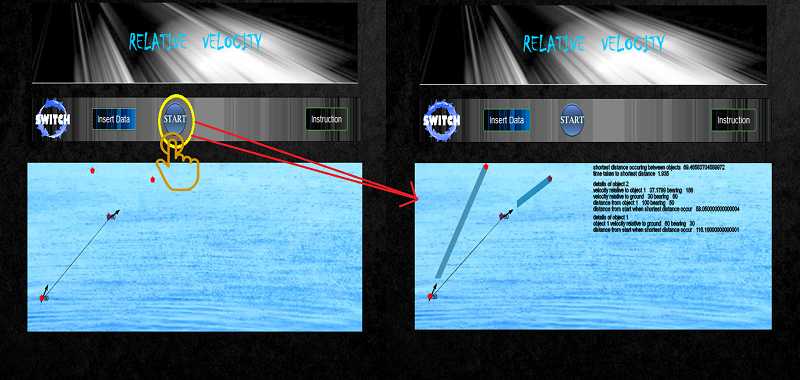 RELATIVE vELOCITY
SWITCH
Insert Data
START
Instruction
RELATIVE vELOCITY
SWITCH
Insert Data
START
Instruction
shortest distance occuring between objects 69.46583704589972
time taken to shortest distance 1.935
details of object 2
velocity relative to object 1 37.1799 bearing 186
velocity relative to ground 30 bearing 60
distance from object 1 100 bearing
distance from start when shortest distance occur 58.050000000000004
details of object 1
object 1 velocity relative to ground 60 bearing 30
distance from start when shortest distance occur 116.10000000000001